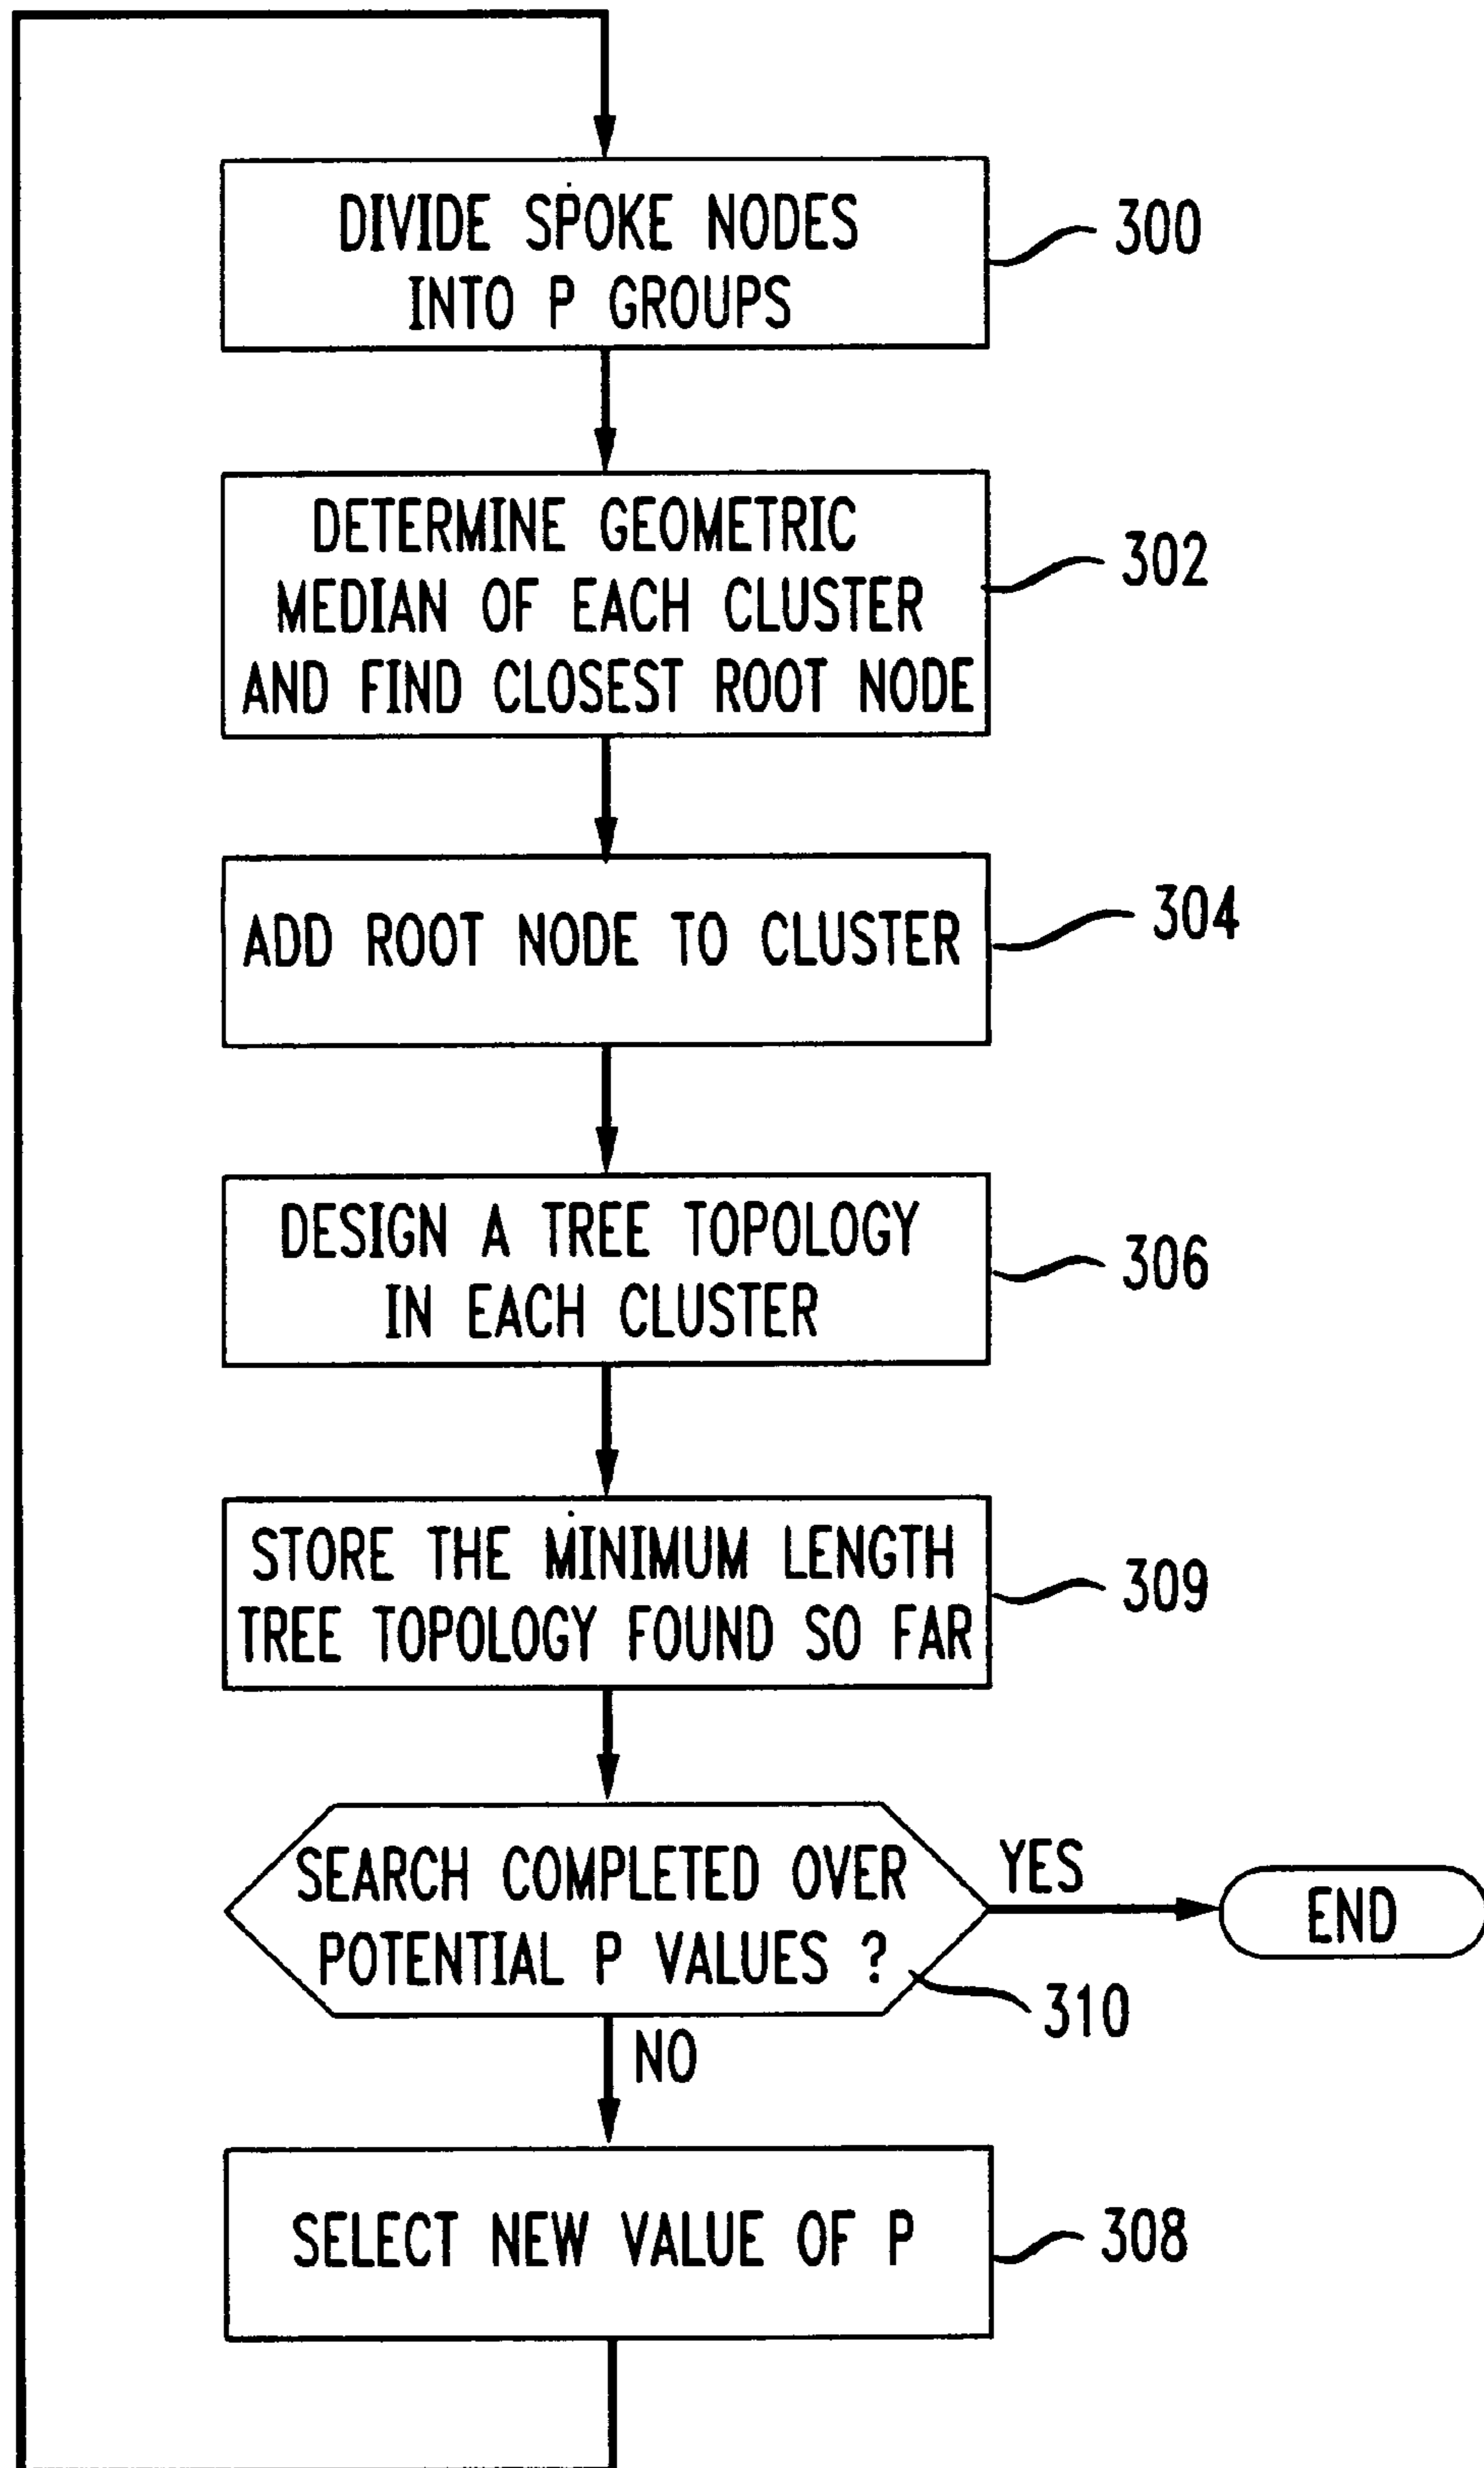 DIVIDE SPOKE NODES
INTO P GROUPS
300
DETERMINE GEOMETRIC
MEDIAN OF EACH CLUSTER
AND FIND CLOSEST ROOT NODE
302
ADD ROOT NODE TO CLUSTER
304
DESIGN A TREE TOPOLOGY
IN EACH CLUSTER
306
STORE THE MINIMUM LENGTH
TREE TOPOLOGY FOUND SO FAR
309
SEARCH COMPLETED OVER
POTENTIAL P VALUES ?
YES
END
310
NO
SELECT NEW VALUE OF P
308